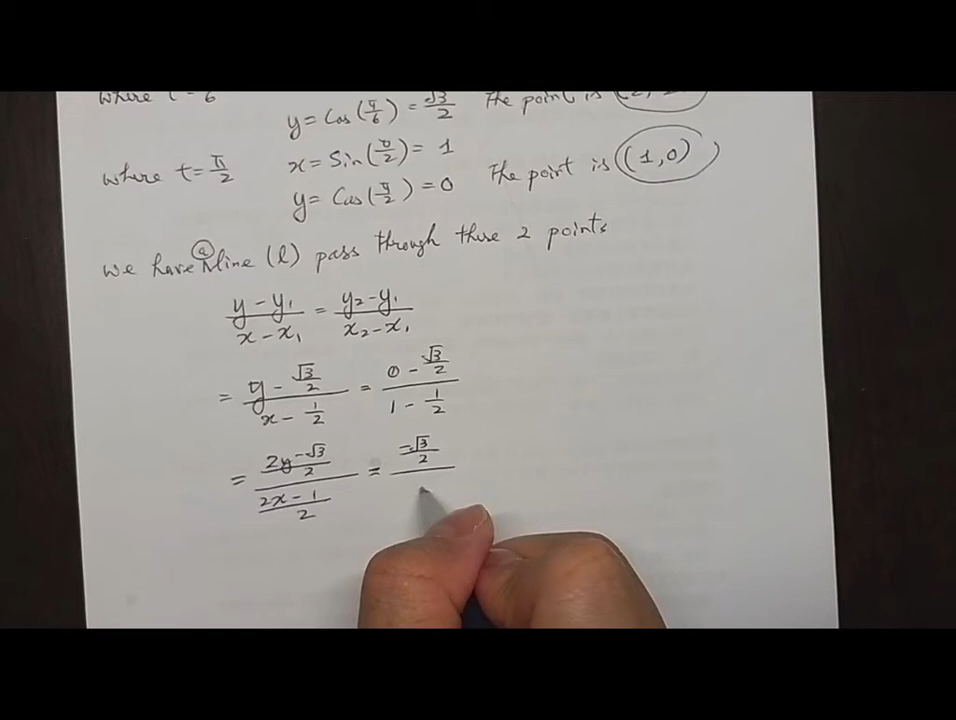 where t = π/6
y = Cos(π/6) = √3/2 The point is
where t = π/2 x = Sin(π/2) = 1
y = Cos(π/2) = 0 The point is (1, 0)
we have a line (l) pass through these 2 points
(y - y₁)/(x - x₁) = (y₂ - y₁)/(x₂ - x₁)
= (y - √3/2)/(x - 1/2) = (0 - √3/2)/(1 - 1/2)
= ((2y - √3)/2)/((2x - 1)/2) = (-√3/2)/